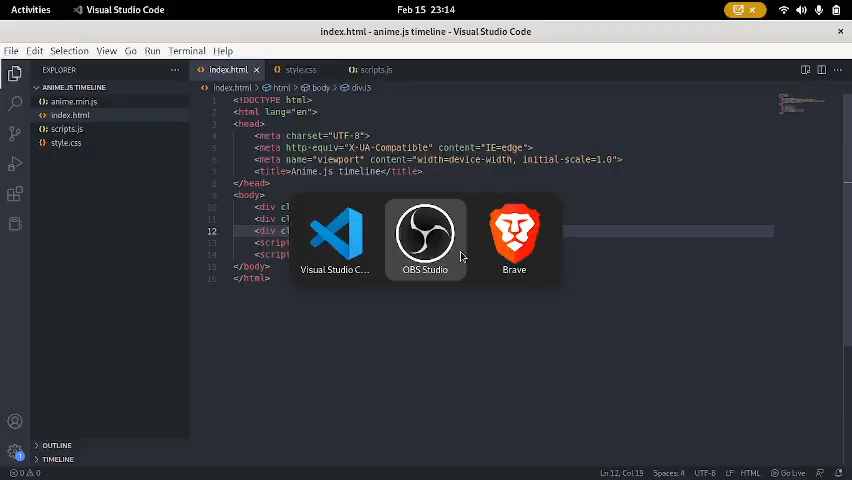 Activities
Visual Studio Code
Feb 15 23:14
index.html - anime.js timeline - Visual Studio Code
File Edit Selection View Go Run Terminal Help
EXPLORER
index.html
style.css
scripts.js
index.html > html > body > div.i3
ANIME.JS TIMELINE
anime.min.js
index.html
scripts.js
style.css
1 <!DOCTYPE html>
2 <html lang="en">
3 <head>
4 <meta charset="UTF-8">
5 <meta http-equiv="X-UA-Compatible" content="IE=edge">
6 <meta name="viewport" content="width=device-width, initial-scale=1.0">
7 <title>Anime.js timeline</title>
8 </head>
9 <body>
10 <div cl
11 <div cl
12 <div cl
13 <script
14 <script
15 </body>
16 </html>
Visual Studio C...
OBS Studio
Brave
OUTLINE
TIMELINE
1
0 0
Ln 12, Col 19 Spaces: 4 UTF-8 LF HTML Go Live